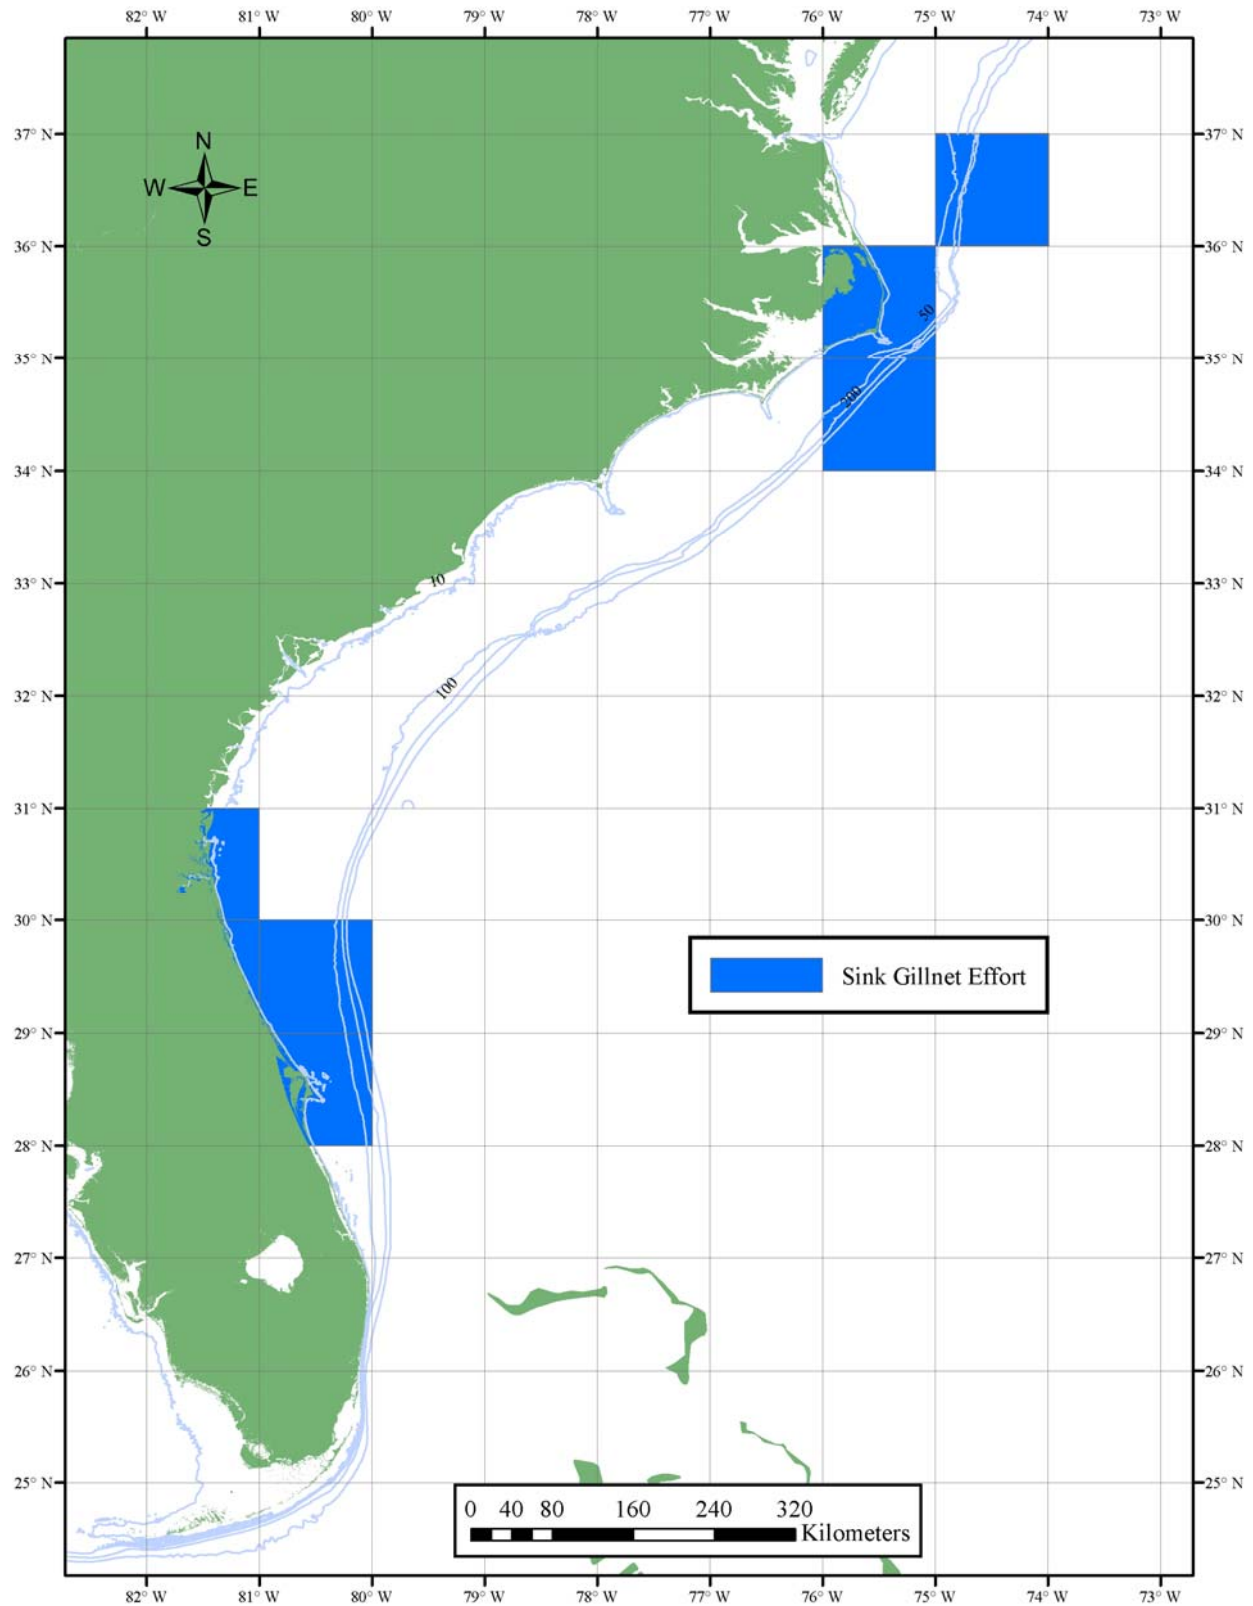 82° W 81° W 80° W 79° W 78° W 77° W 76° W 75° W 74° W 73° W
37° N 37° N
N
W E
S
36° N 36° N
50
35° N 35° N
200
34° N 34° N
33° N 10 33° N
100
32° N 32° N
31° N 31° N
30° N 30° N
Sink Gillnet Effort
29° N 29° N
28° N 28° N
27° N 27° N
26° N 26° N
25° N 25° N
0 40 80 160 240 320
Kilometers
82° W 81° W 80° W 79° W 78° W 77° W 76° W 75° W 74° W 73° W